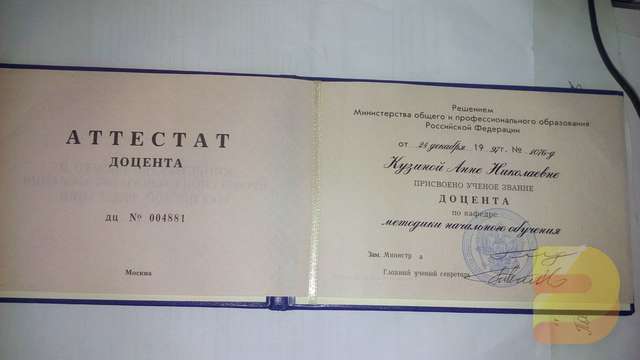 АТТЕСТАТ
ДОЦЕНТА
ДЦ № 004881
Москва
Решением
Министерства общего и профессионального образования
Российской Федерации
от 24 декабря 19 97г. № 1076-д
Кузиной Анне Николаевне
ПРИСВОЕНО УЧЕНОЕ ЗВАНИЕ
ДОЦЕНТА
по кафедре
методики начального обучения
Зам. Министра
Главный ученый секретарь